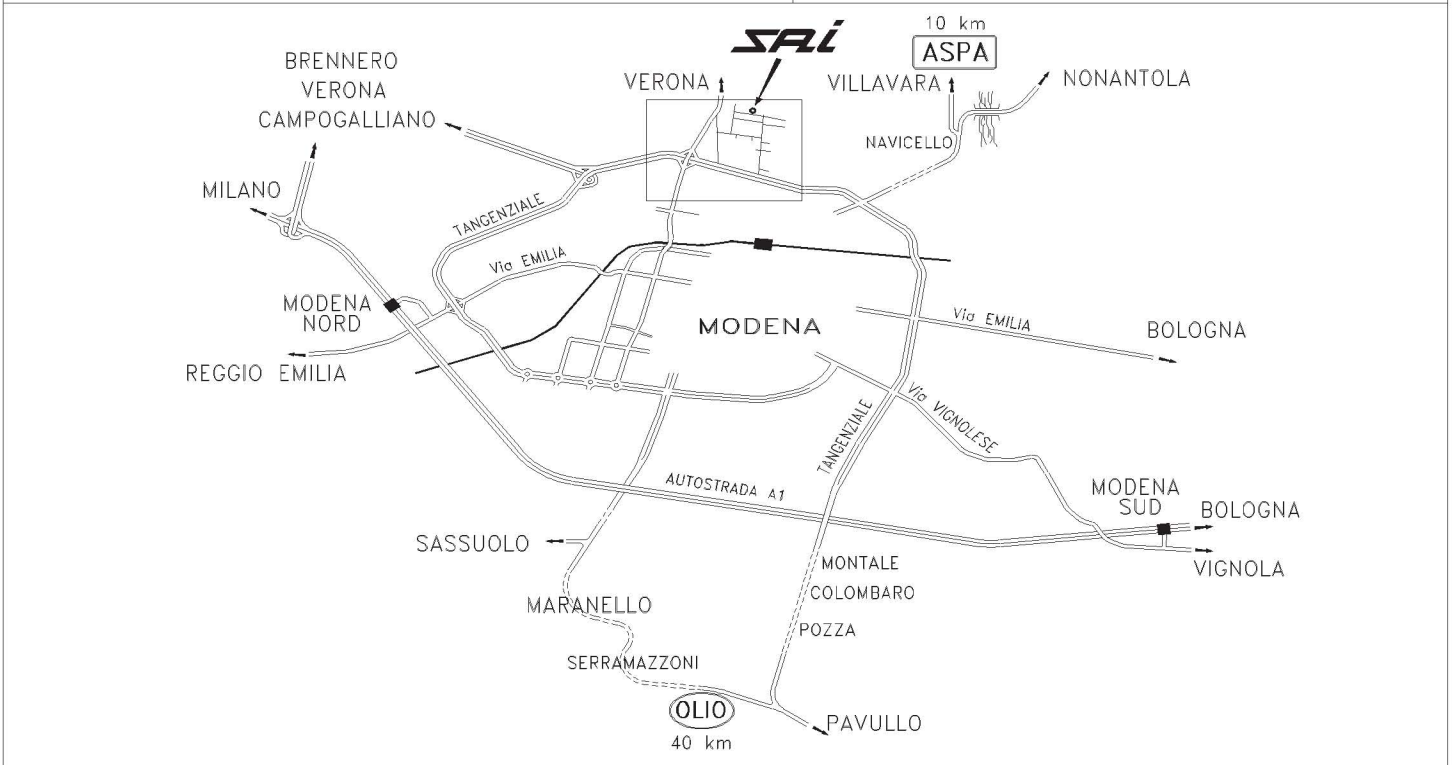 SAi
10 km
ASPA
BRENNERO
VERONA
CAMPOGALLIANO
VERONA
VILLAVARA
NONANTOLA
NAVICELLO
MILANO
TANGENZIALE
Via EMILIA
MODENA
NORD
MODENA
Via EMILIA
BOLOGNA
REGGIO EMILIA
Via VIGNOLESE
TANGENZIALE
AUTOSTRADA A1
MODENA
SUD
BOLOGNA
SASSUOLO
VIGNOLA
MONTALE
COLOMBARO
MARANELLO
POZZA
SERRAMAZZONI
OLIO
PAVULLO
40 km